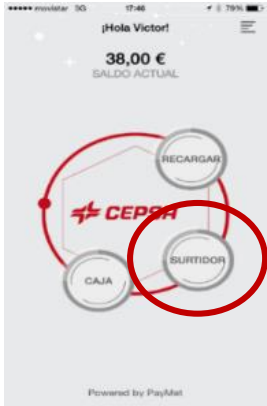 movistar 3G 17:46 79%
¡Hola Victor!
38,00 €
SALDO ACTUAL
RECARGAR
CEPSA
SURTIDOR
CAJA
Powered by PayMet